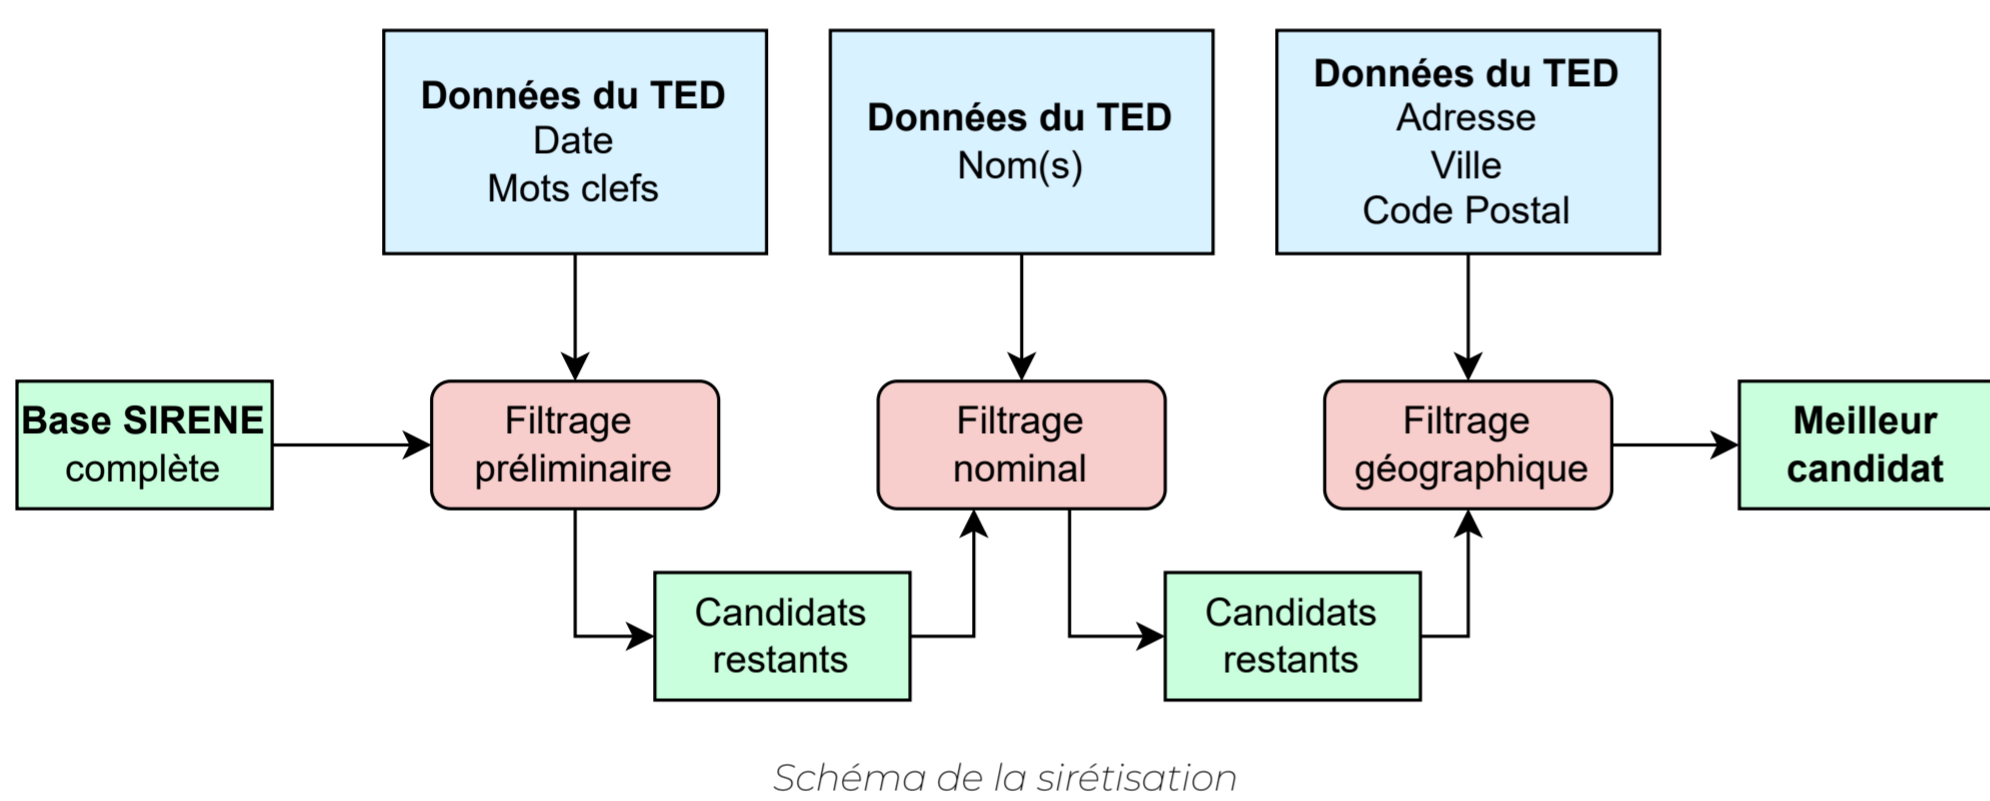 Données du TED
Date
Mots clefs
Données du TED
Nom(s)
Données du TED
Adresse
Ville
Code Postal
Base SIRENE
complète
Filtrage
préliminaire
Filtrage
nominal
Filtrage
géographique
Meilleur
candidat
Candidats
restants
Candidats
restants
Schéma de la sirétisation